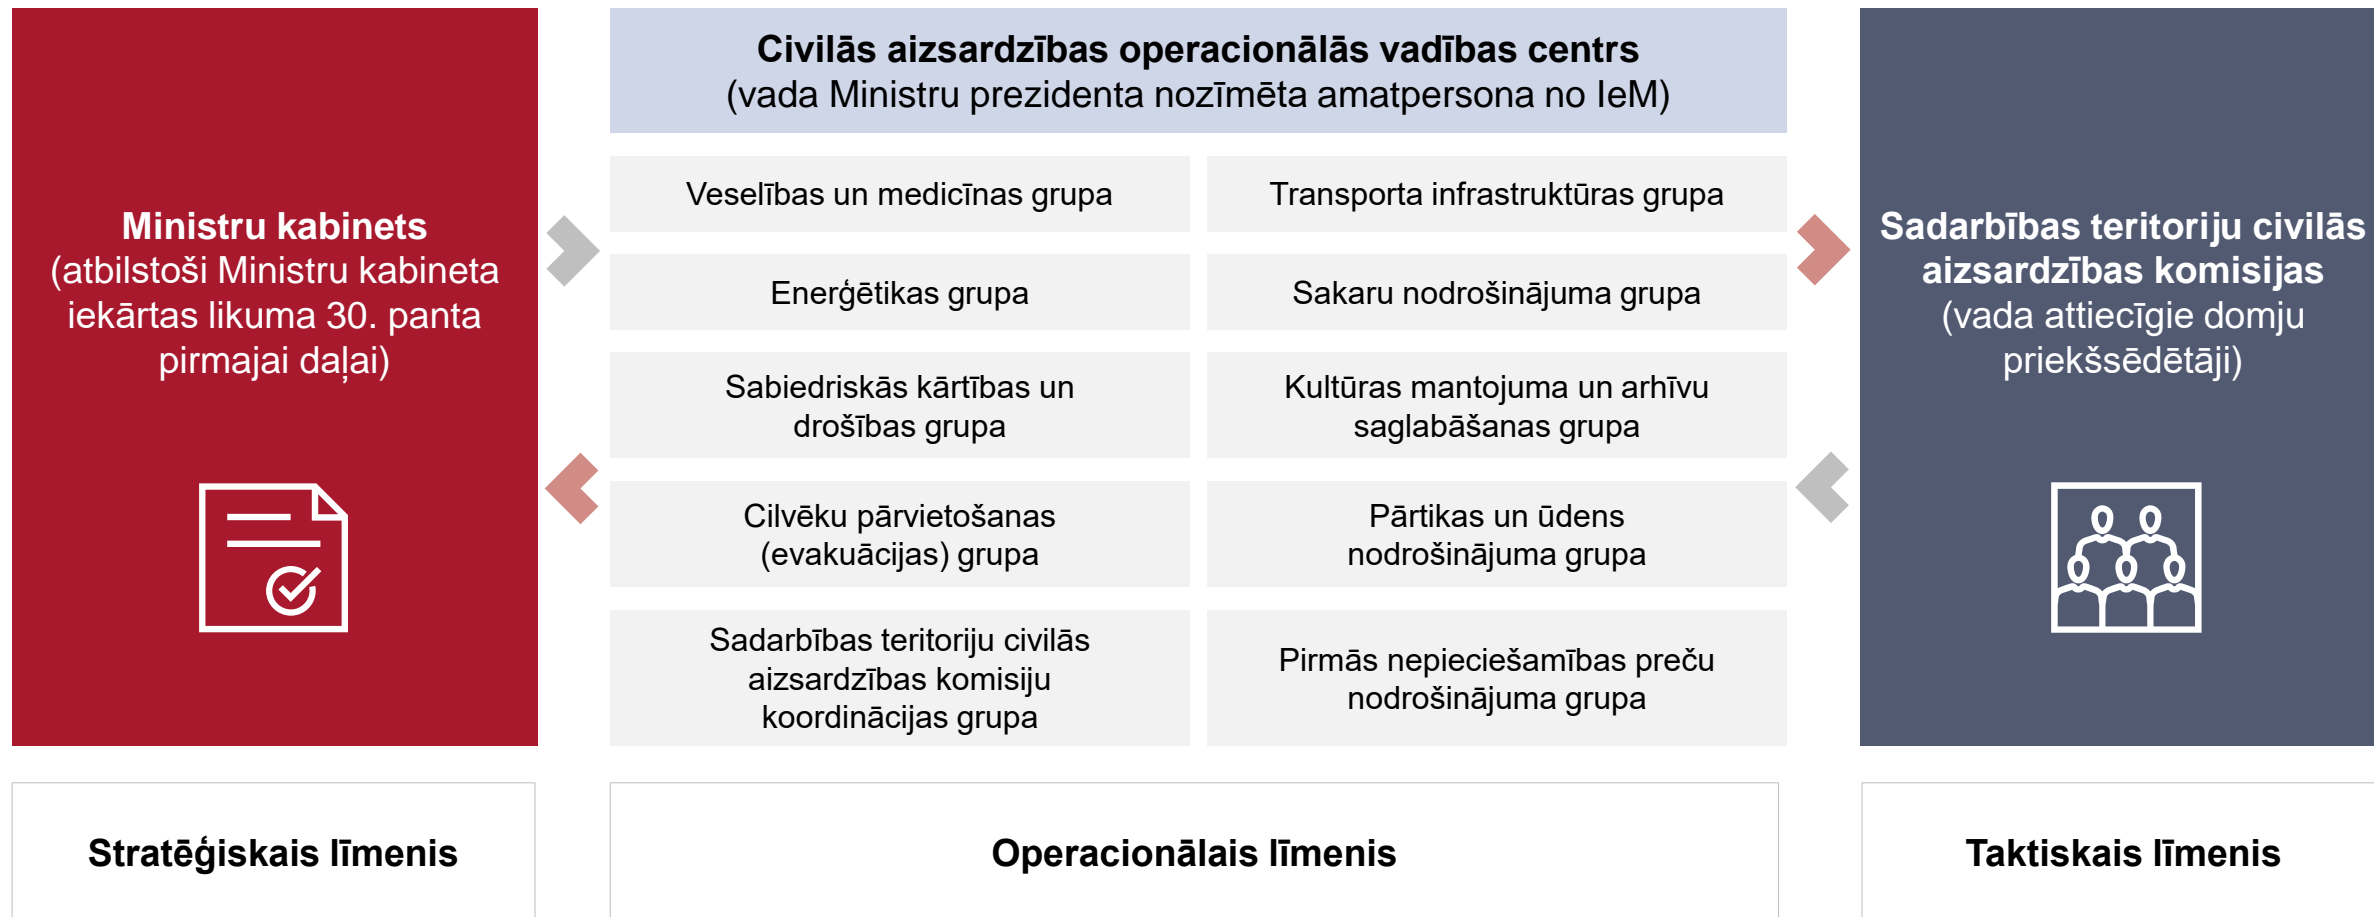 Ministru kabinets
(atbilstoši Ministru kabineta
iekārtas likuma 30. panta
pirmajai daļai)
Civilās aizsardzības operacionālās vadības centrs
(vada Ministru prezidenta nozīmēta amatpersona no IeM)
Veselības un medicīnas grupa
Transporta infrastruktūras grupa
Enerģētikas grupa
Sakaru nodrošinājuma grupa
Sabiedriskās kārtības un
drošības grupa
Kultūras mantojuma un arhīvu
saglabāšanas grupa
Cilvēku pārvietošanas
(evakuācijas) grupa
Pārtikas un ūdens
nodrošinājuma grupa
Sadarbības teritoriju civilās
aizsardzības komisiju
koordinācijas grupa
Pirmās nepieciešamības preču
nodrošinājuma grupa
Sadarbības teritoriju civilās
aizsardzības komisijas
(vada attiecīgie domju
priekšsēdētāji)
Stratēģiskais līmenis
Operacionālais līmenis
Taktiskais līmenis